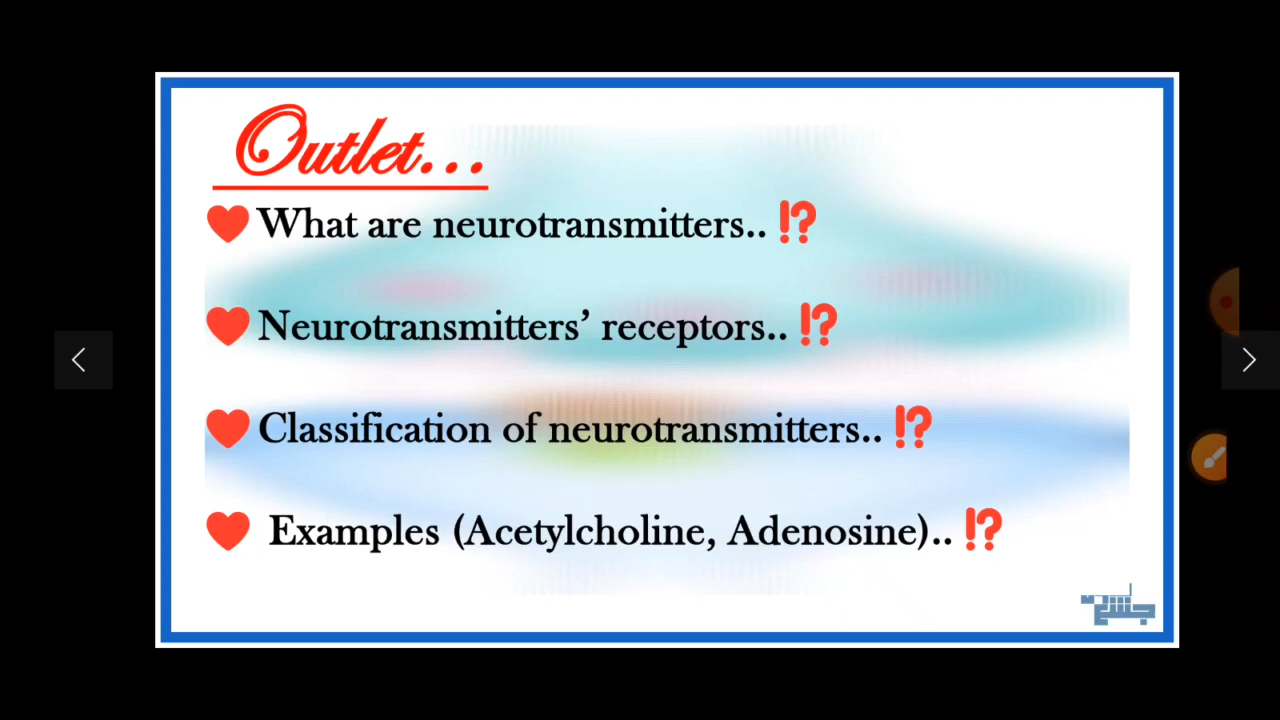 Outlet...
❤️What are neurotransmitters.. ⁉️
❤️Neurotransmitters’ receptors.. ⁉️
❤️Classification of neurotransmitters.. ⁉️
❤️ Examples (Acetylcholine, Adenosine).. ⁉️